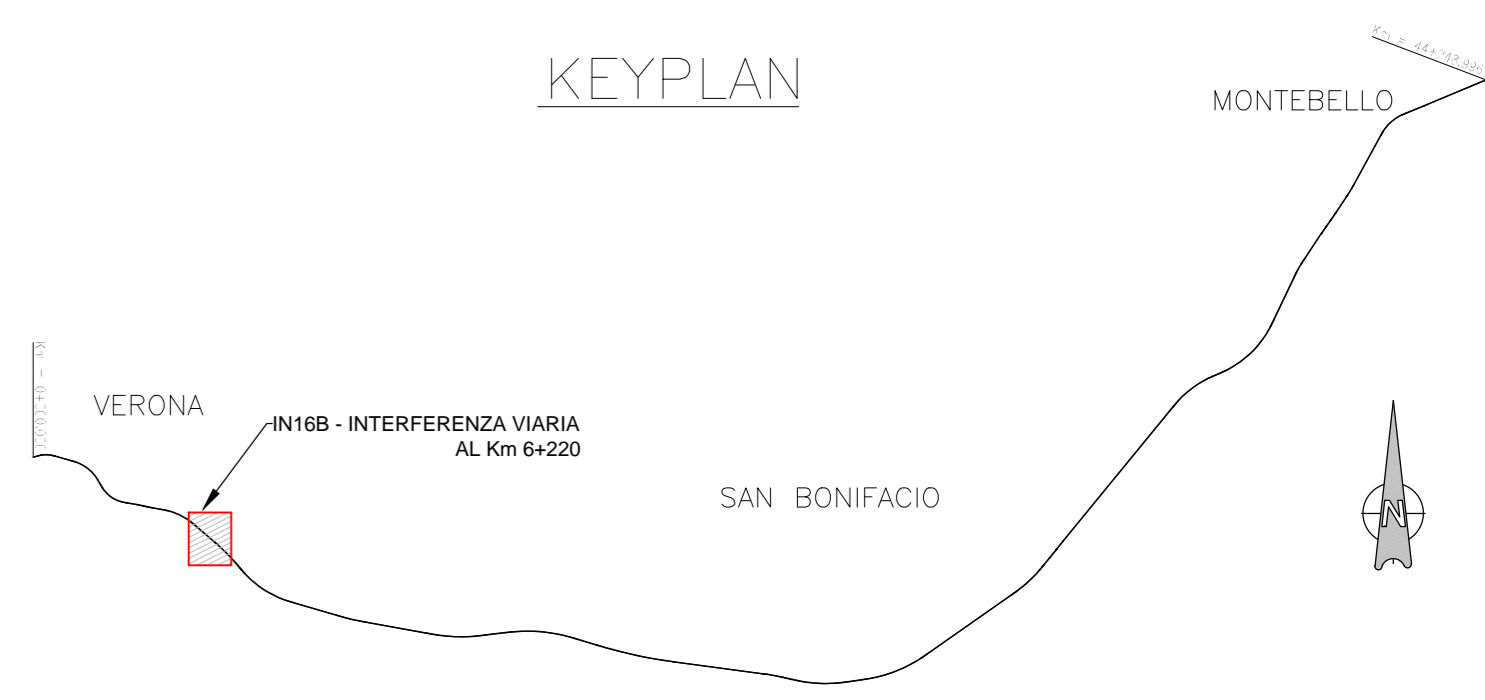 KEYPLAN
MONTEBELLO
VERONA
IN16B - INTERFERENZA VIARIA
AL Km 6+220
SAN BONIFACIO
N